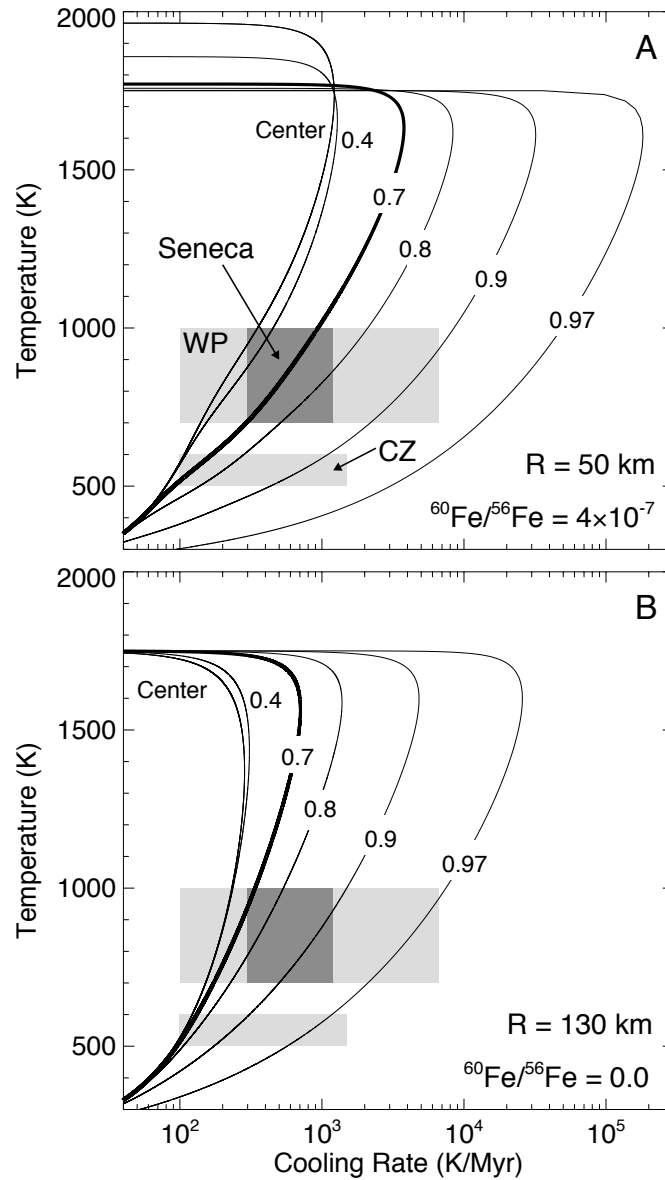 2000
A
Center
0.4
1500
0.7
Seneca
0.8
0.9
0.97
Temperature (K)
1000
WP
CZ
500
R = 50 km
⁶⁰Fe/⁵⁶Fe = 4×10⁻⁷
2000
B
Center
0.4
1500
0.7
0.8
0.9
0.97
Temperature (K)
1000
500
R = 130 km
⁶⁰Fe/⁵⁶Fe = 0.0
10² 10³ 10⁴ 10⁵
Cooling Rate (K/Myr)